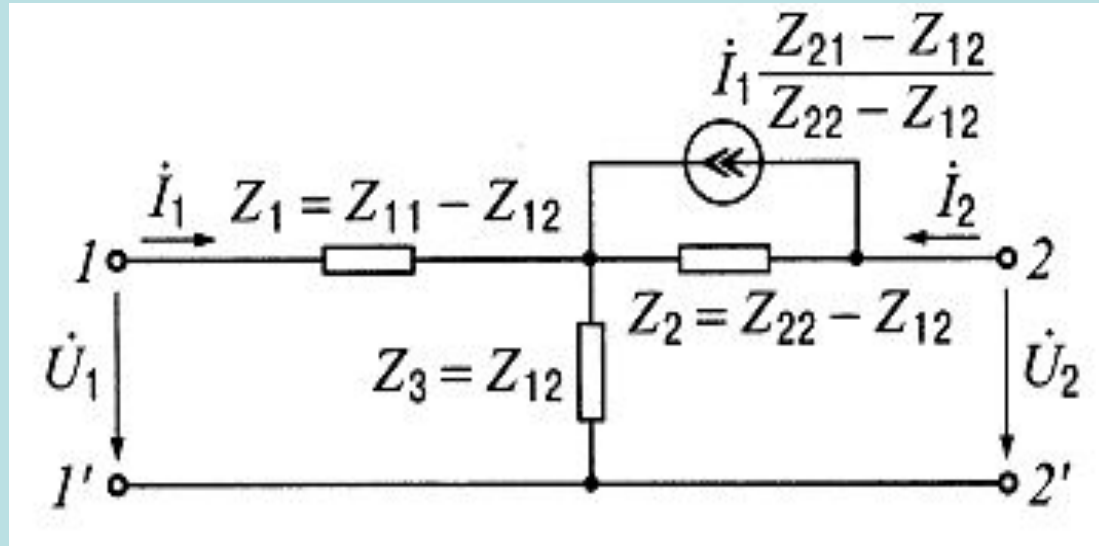 İ₁ (Z₂₁ − Z₁₂)/(Z₂₂ − Z₁₂)
İ₁ Z₁ = Z₁₁ − Z₁₂ İ₂
1 2
Z₂ = Z₂₂ − Z₁₂
U̇₁ Z₃ = Z₁₂ U̇₂
1' 2'